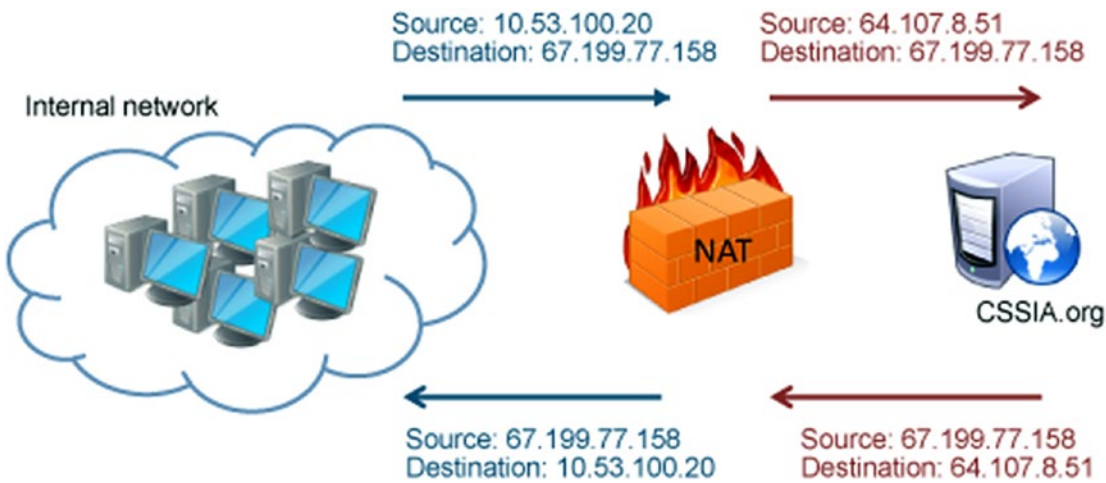 Source: 10.53.100.20
Destination: 67.199.77.158
Source: 64.107.8.51
Destination: 67.199.77.158
Internal network
NAT
CSSIA.org
Source: 67.199.77.158
Destination: 10.53.100.20
Source: 67.199.77.158
Destination: 64.107.8.51